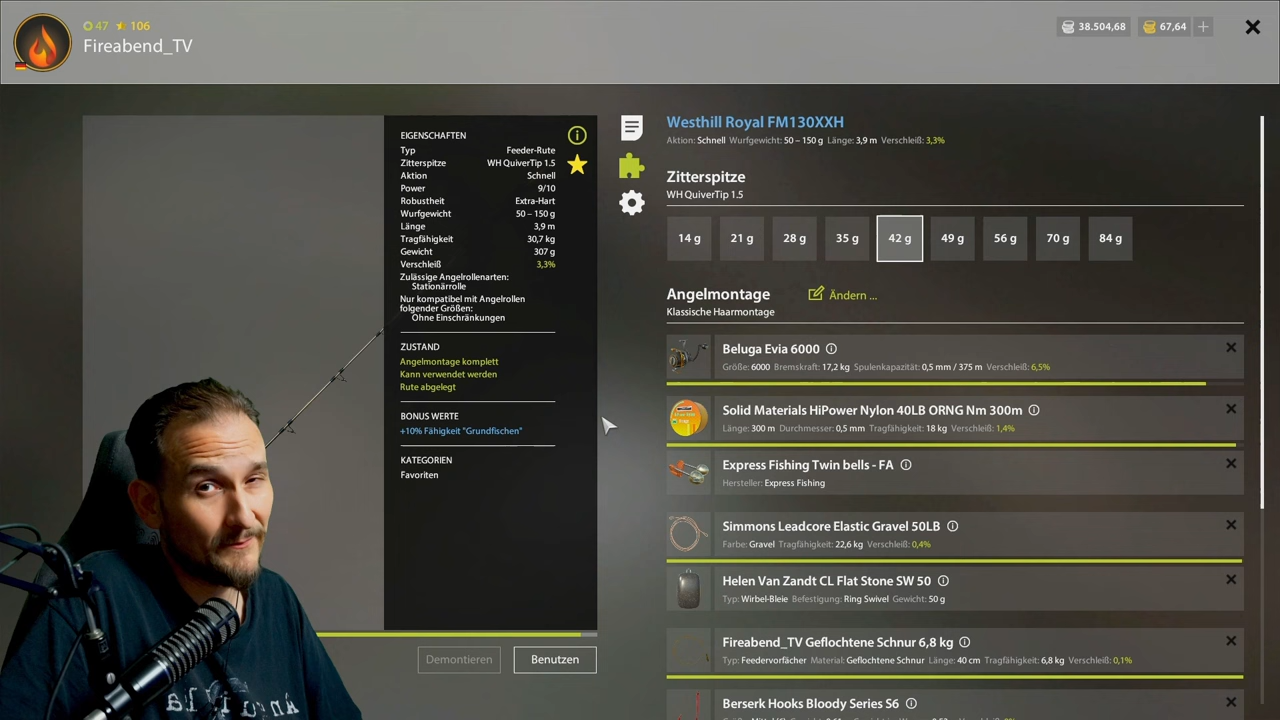 47 106
Fireabend_TV
38.504,68 67,64
EIGENSCHAFTEN
Typ Feeder-Rute
Zitterspitze WH QuiverTip 1.5
Aktion Schnell
Power 9/10
Robustheit Extra-Hart
Wurfgewicht 50 – 150 g
Länge 3,9 m
Tragfähigkeit 30,7 kg
Gewicht 307 g
Verschleiß 3,3%
Zulässige Angelrollenarten:
Stationärrolle
Nur kompatibel mit Angelrollen
folgender Größen:
Ohne Einschränkungen
ZUSTAND
Angelmontage komplett
Kann verwendet werden
Rute abgelegt
BONUS WERTE
+10% Fähigkeit "Grundfischen"
KATEGORIEN
Favoriten
Demontieren Benutzen
Westhill Royal FM130XXH
Aktion: Schnell Wurfgewicht: 50 – 150 g Länge: 3,9 m Verschleiß: 3,3%
Zitterspitze
WH QuiverTip 1.5
14 g 21 g 28 g 35 g 42 g 49 g 56 g 70 g 84 g
Angelmontage Ändern ...
Klassische Haarmontage
Beluga Evia 6000
Größe: 6000 Bremskraft: 17,2 kg Spulenkapazität: 0,5 mm / 375 m Verschleiß: 6,5%
Solid Materials HiPower Nylon 40LB ORNG Nm 300m
Länge: 300 m Durchmesser: 0,5 mm Tragfähigkeit: 18 kg Verschleiß: 1,4%
Express Fishing Twin bells - FA
Hersteller: Express Fishing
Simmons Leadcore Elastic Gravel 50LB
Farbe: Gravel Tragfähigkeit: 22,6 kg Verschleiß: 0,4%
Helen Van Zandt CL Flat Stone SW 50
Typ: Wirbel-Bleie Befestigung: Ring Swivel Gewicht: 50 g
Fireabend_TV Geflochtene Schnur 6,8 kg
Typ: Feedervorfächer Material: Geflochtene Schnur Länge: 40 cm Tragfähigkeit: 6,8 kg Verschleiß: 0,1%
Berserk Hooks Bloody Series S6